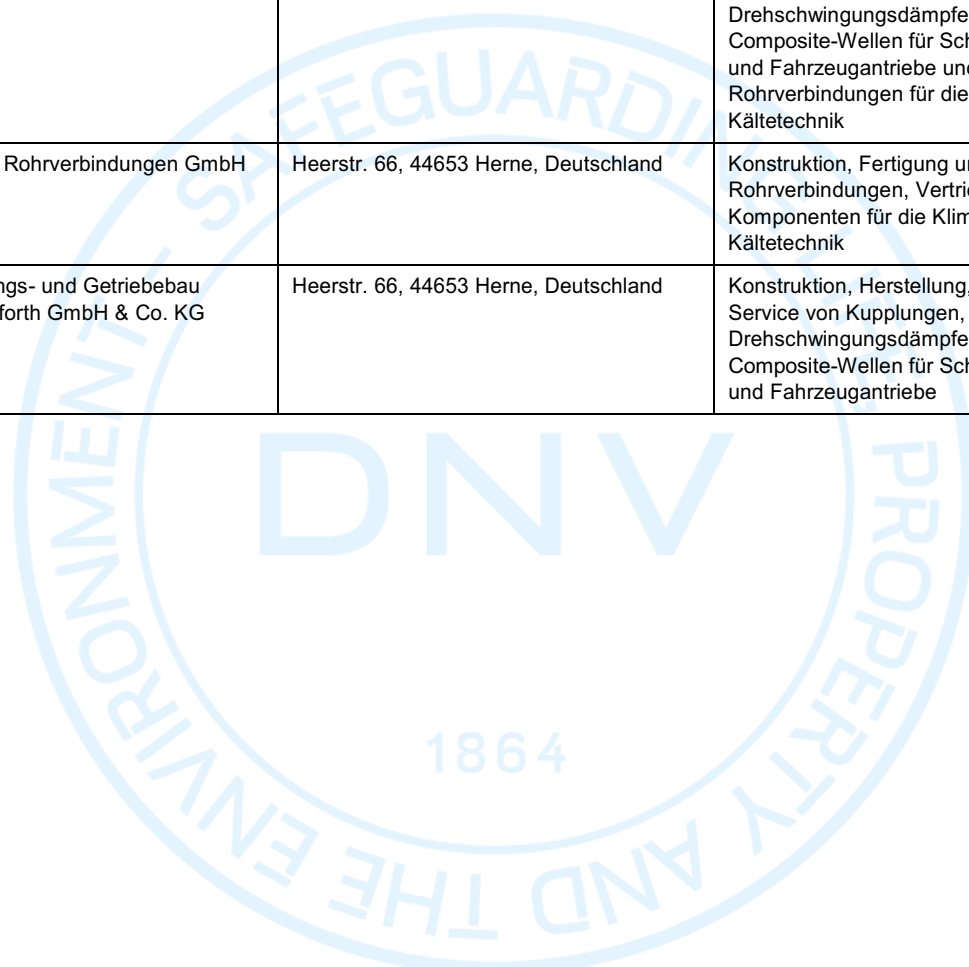 Drehschwingungsdämpfe
Composite-Wellen für Sch
und Fahrzeugantriebe und
Rohrverbindungen für die
Kältetechnik
Rohrverbindungen GmbH
Heerstr. 66, 44653 Herne, Deutschland
Konstruktion, Fertigung un
Rohrverbindungen, Vertrie
Komponenten für die Klim
Kältetechnik
ngs- und Getriebebau
forth GmbH & Co. KG
Heerstr. 66, 44653 Herne, Deutschland
Konstruktion, Herstellung,
Service von Kupplungen,
Drehschwingungsdämpfe
Composite-Wellen für Sch
und Fahrzeugantriebe
SAFEGUARDING LIFE, PROPERTY AND THE ENVIRONMENT -
DNV
1864